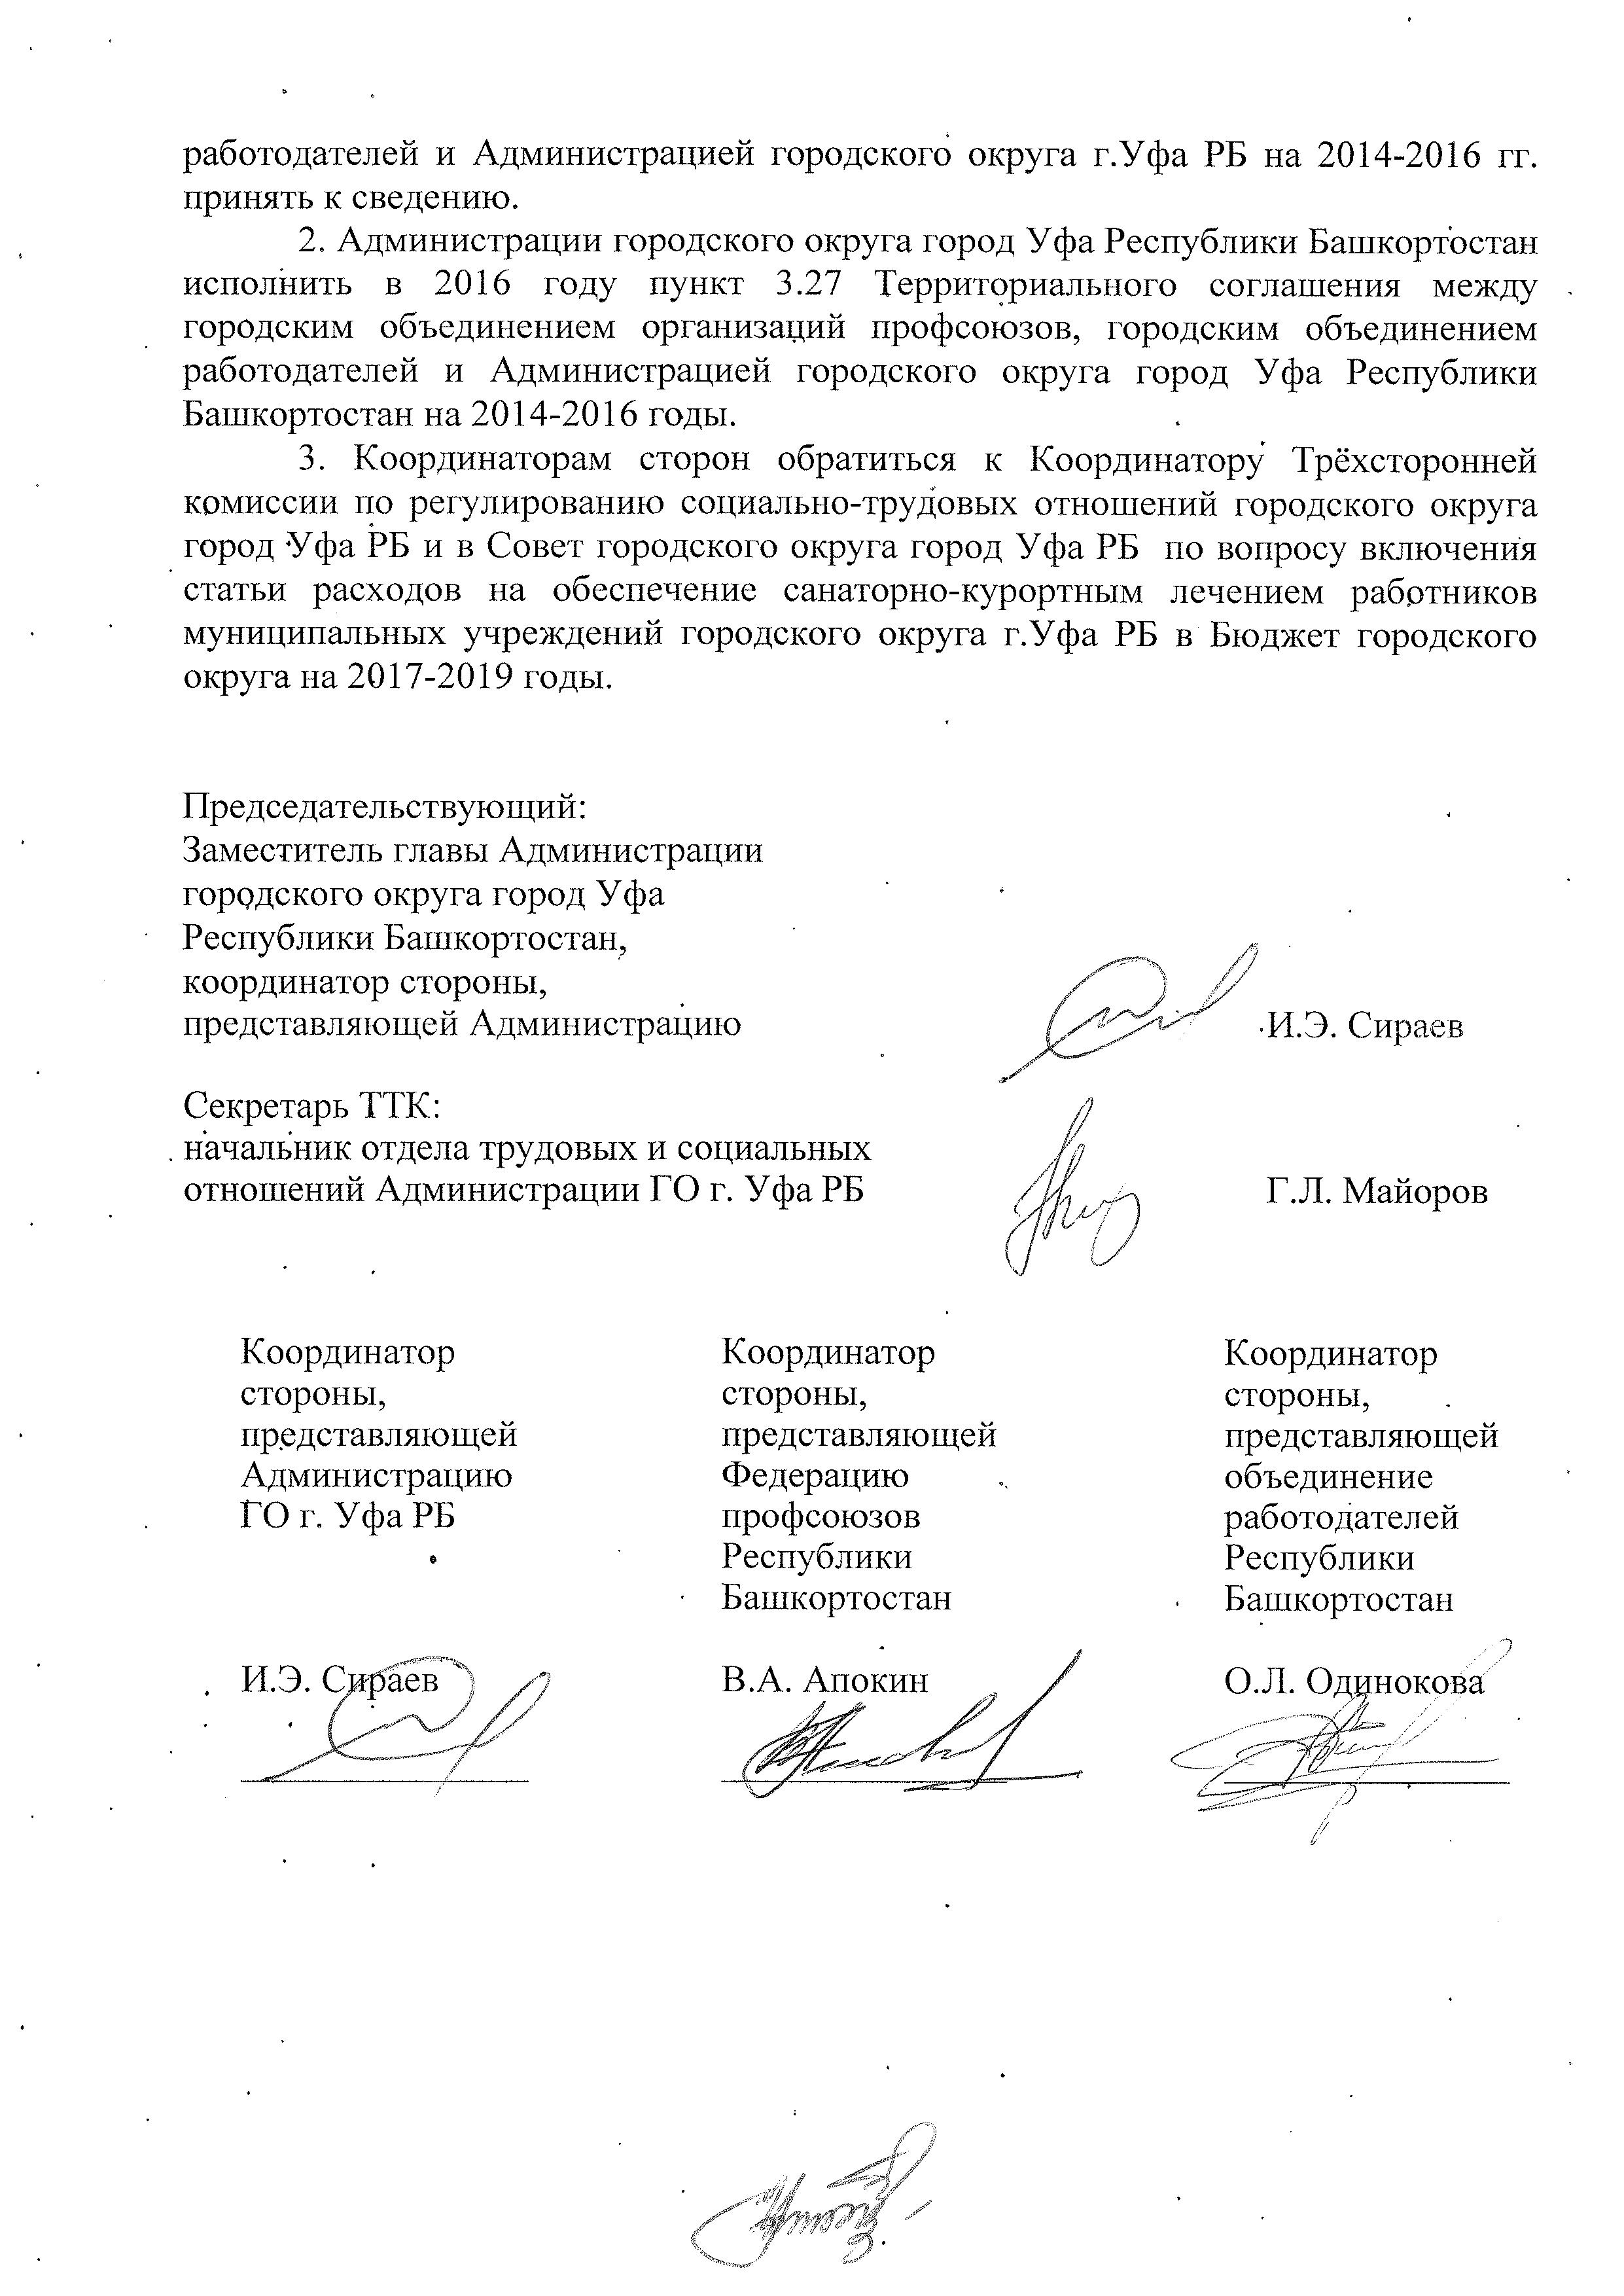 работодателей и Администрацией городского округа г.Уфа РБ на 2014-2016 гг.
принять к сведению.
2. Администрации городского округа город Уфа Республики Башкортостан
исполнить в 2016 году пункт 3.27 Территориального соглашения между
городским объединением организаций профсоюзов, городским объединением
работодателей и Администрацией городского округа город Уфа Республики
Башкортостан на 2014-2016 годы.
3. Координаторам сторон обратиться к Координатору Трёхсторонней
комиссии по регулированию социально-трудовых отношений городского округа
город Уфа РБ и в Совет городского округа город Уфа РБ по вопросу включения
статьи расходов на обеспечение санаторно-курортным лечением работников
муниципальных учреждений городского округа г.Уфа РБ в Бюджет городского
округа на 2017-2019 годы.
Председательствующий:
Заместитель главы Администрации
городского округа город Уфа
Республики Башкортостан,
координатор стороны,
представляющей Администрацию И.Э. Сираев
Секретарь ТТК:
начальник отдела трудовых и социальных
отношений Администрации ГО г. Уфа РБ Г.Л. Майоров
Координатор
стороны,
представляющей
Администрацию
ГО г. Уфа РБ
И.Э. Сираев
Координатор
стороны,
представляющей
Федерацию
профсоюзов
Республики
Башкортостан
В.А. Апокин
Координатор
стороны,
представляющей
объединение
работодателей
Республики
Башкортостан
О.Л. Одинокова